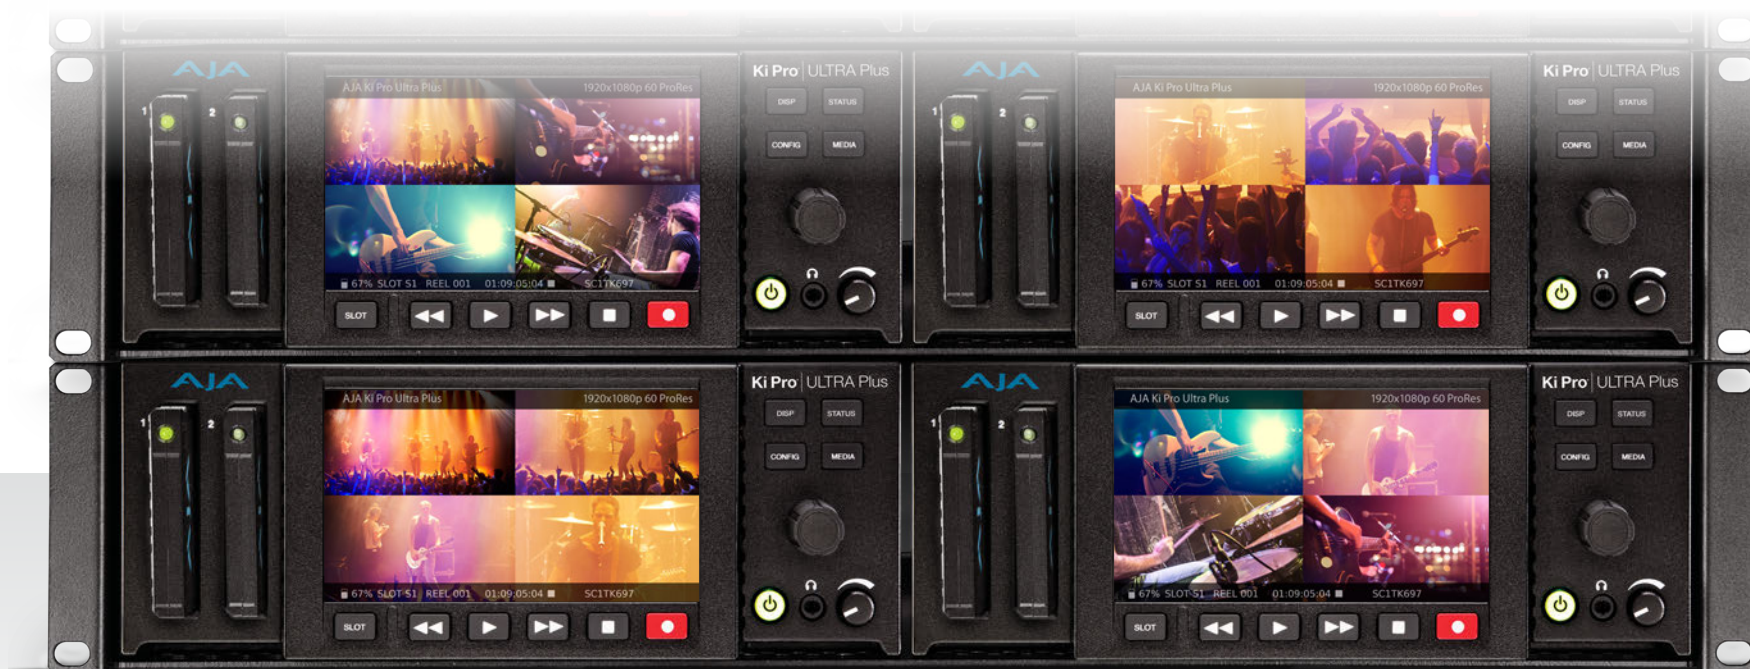 AJA
Ki Pro ULTRA Plus
1
2
AJA Ki Pro Ultra Plus 1920x1080p 60 ProRes
DISP STATUS
CONFIG MEDIA
67% SLOT S1 REEL 001 01:09:05:04 SC1TK697
SLOT
AJA
Ki Pro ULTRA Plus
1
2
AJA Ki Pro Ultra Plus 1920x1080p 60 ProRes
DISP STATUS
CONFIG MEDIA
67% SLOT S1 REEL 001 01:09:05:04 SC1TK697
SLOT
AJA
Ki Pro ULTRA Plus
1
2
AJA Ki Pro Ultra Plus 1920x1080p 60 ProRes
DISP STATUS
CONFIG MEDIA
67% SLOT S1 REEL 001 01:09:05:04 SC1TK697
SLOT
AJA
Ki Pro ULTRA Plus
1
2
AJA Ki Pro Ultra Plus 1920x1080p 60 ProRes
DISP STATUS
CONFIG MEDIA
67% SLOT S1 REEL 001 01:09:05:04 SC1TK697
SLOT